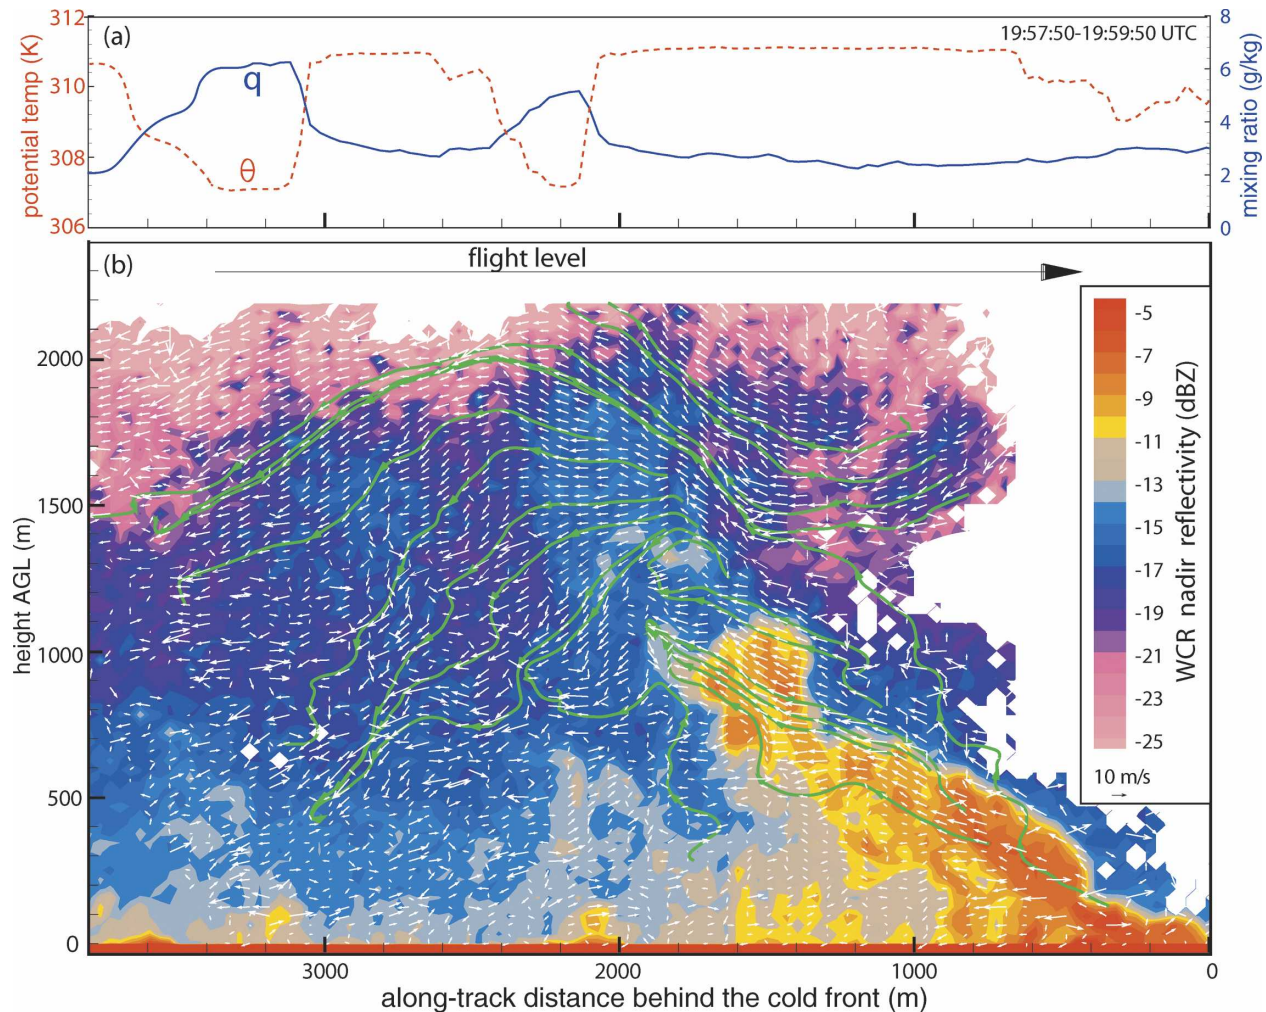 312
310
308
306
potential temp (K)
(a)
19:57:50-19:59:50 UTC
q
θ
8
6
4
2
0
mixing ratio (g/kg)
(b)
flight level
2000
1500
1000
500
0
height AGL (m)
-5
-7
-9
-11
-13
-15
-17
-19
-21
-23
-25
WCR nadir reflectivity (dBZ)
10 m/s
3000
2000
1000
0
along-track distance behind the cold front (m)